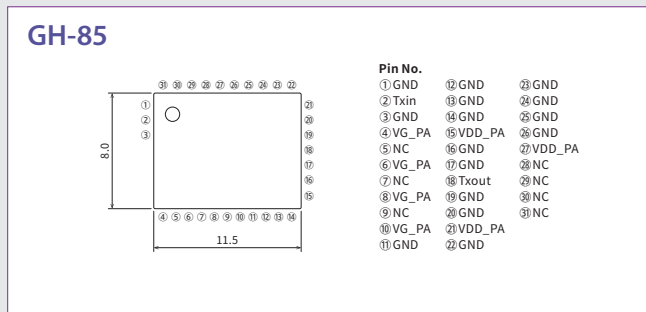 GH-85
㉛ ㉚ ㉙ ㉘ ㉗ ㉖ ㉕ ㉔ ㉓ ㉒
①
②
③
㉑
⑳
⑲
⑱
⑰
⑯
⑮
8.0
④ ⑤ ⑥ ⑦ ⑧ ⑨ ⑩ ⑪ ⑫ ⑬ ⑭
11.5
Pin No.
①GND ⑫GND ㉓GND
②Txin ⑬GND ㉔GND
③GND ⑭GND ㉕GND
④VG_PA ⑮VDD_PA ㉖GND
⑤NC ⑯GND ㉗VDD_PA
⑥VG_PA ⑰GND ㉘NC
⑦NC ⑱Txout ㉙NC
⑧VG_PA ⑲GND ㉚NC
⑨NC ⑳GND ㉛NC
⑩VG_PA ㉑VDD_PA
⑪GND ㉒GND